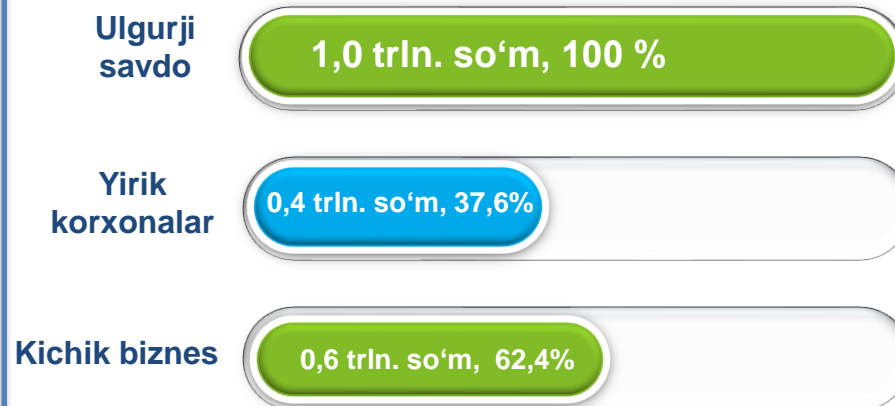 Ulgurji
savdo
1,0 trln. so‘m, 100 %
Yirik
korxonalar
0,4 trln. so‘m, 37,6%
Kichik biznes
0,6 trln. so‘m, 62,4%